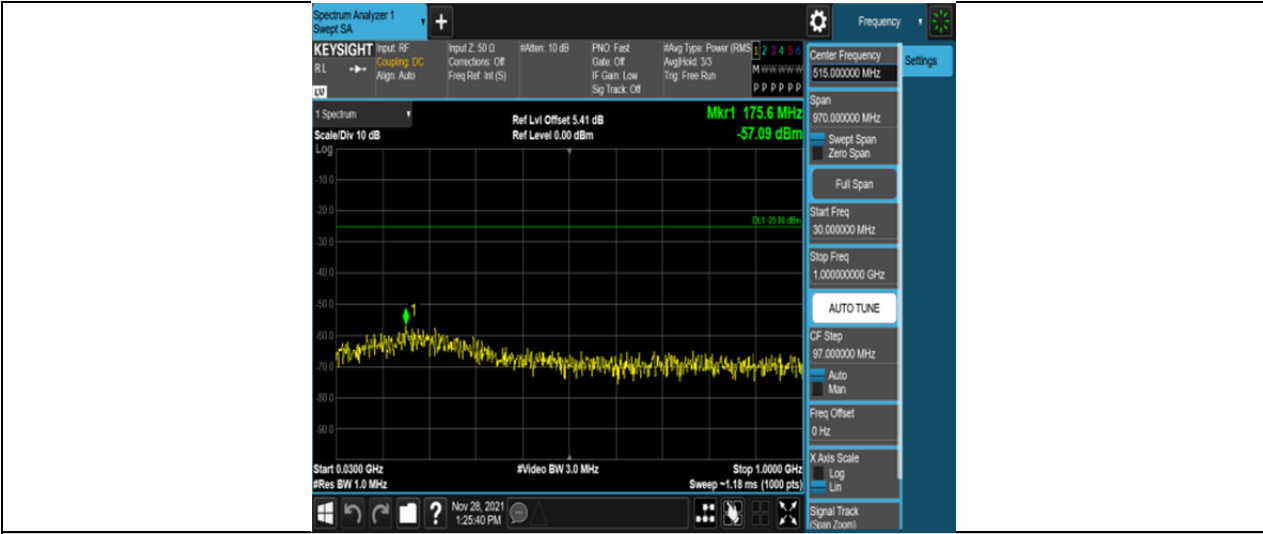 Spectrum Analyzer 1
Swept SA
Frequency
KEYSIGHT
RL
LV
Input: RF
Coupling: DC
Align: Auto
Input Z: 50 Ω
Corrections: Off
Freq Ref: Int (S)
#Atten: 10 dB
PNO: Fast
Gate: Off
IF Gain: Low
Sig Track: Off
#Avg Type: Power (RMS
Avg|Hold: 3/3
Trig: Free Run
1 2 3 4 5 6
M W W W W W
P P P P P P
1 Spectrum
Scale/Div 10 dB
Log
Ref Lvl Offset 5.41 dB
Ref Level 0.00 dBm
Mkr1 175.6 MHz
-57.09 dBm
-10.0
-20.0
DL1 -25.00 dBm
-30.0
-40.0
-50.0
1
-60.0
-70.0
-80.0
-90.0
Start 0.0300 GHz
#Res BW 1.0 MHz
#Video BW 3.0 MHz
Stop 1.0000 GHz
Sweep ~1.18 ms (1000 pts)
Nov 28, 2021
1:25:40 PM
Center Frequency
515.000000 MHz
Settings
Span
970.000000 MHz
Swept Span
Zero Span
Full Span
Start Freq
30.000000 MHz
Stop Freq
1.000000000 GHz
AUTO TUNE
CF Step
97.000000 MHz
Auto
Man
Freq Offset
0 Hz
X Axis Scale
Log
Lin
Signal Track
(Span Zoom)